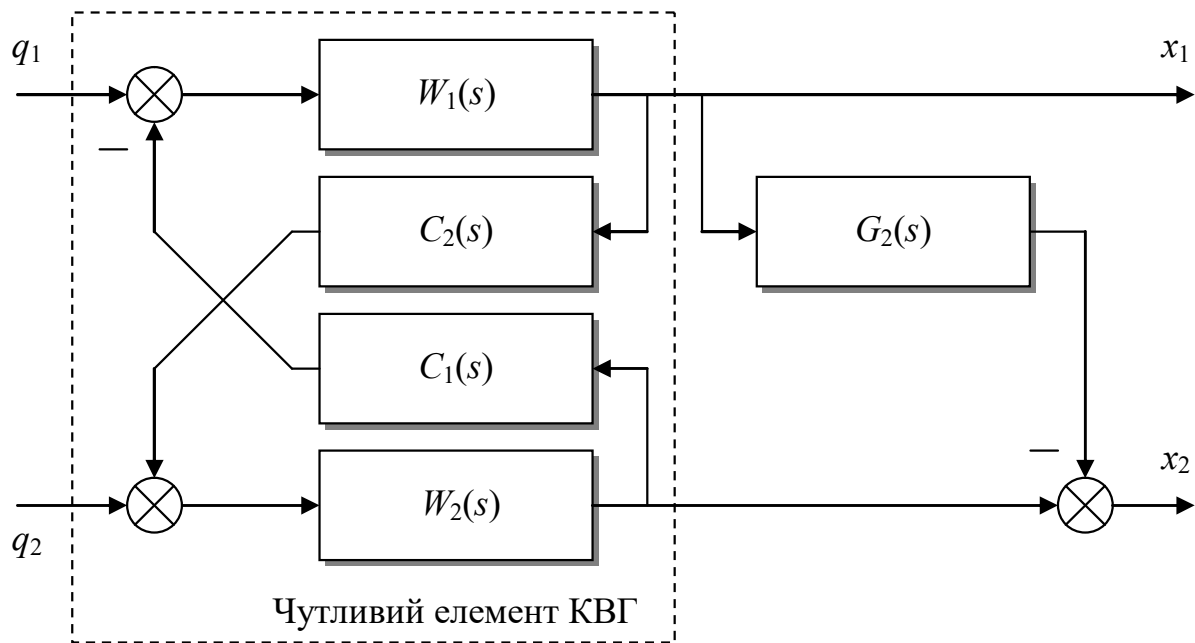 q₁
x₁
W₁(s)
—
C₂(s)
G₂(s)
C₁(s)
—
x₂
W₂(s)
q₂
Чутливий елемент КВГ